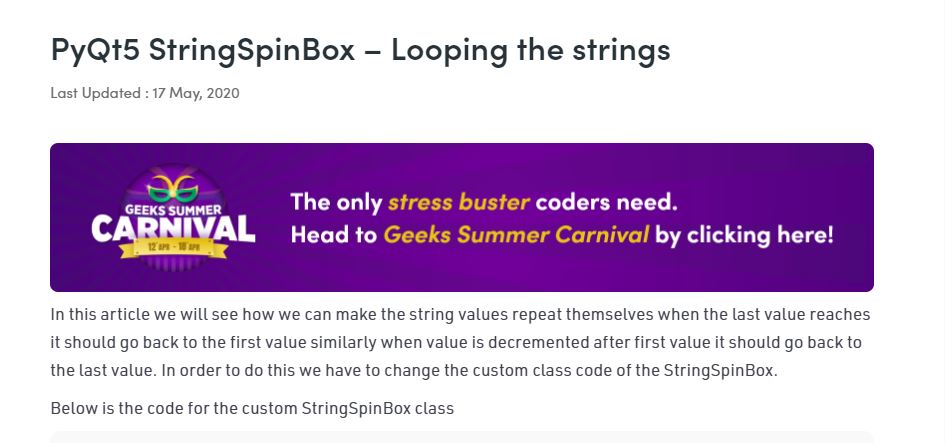 PyQt5 StringSpinBox – Looping the strings
Last Updated : 17 May, 2020
GEEKS SUMMER
CARNIVAL
12 APR - 18 APR
The only stress buster coders need.
Head to Geeks Summer Carnival by clicking here!
In this article we will see how we can make the string values repeat themselves when the last value reaches
it should go back to the first value similarly when value is decremented after first value it should go back to
the last value. In order to do this we have to change the custom class code of the StringSpinBox.
Below is the code for the custom StringSpinBox class